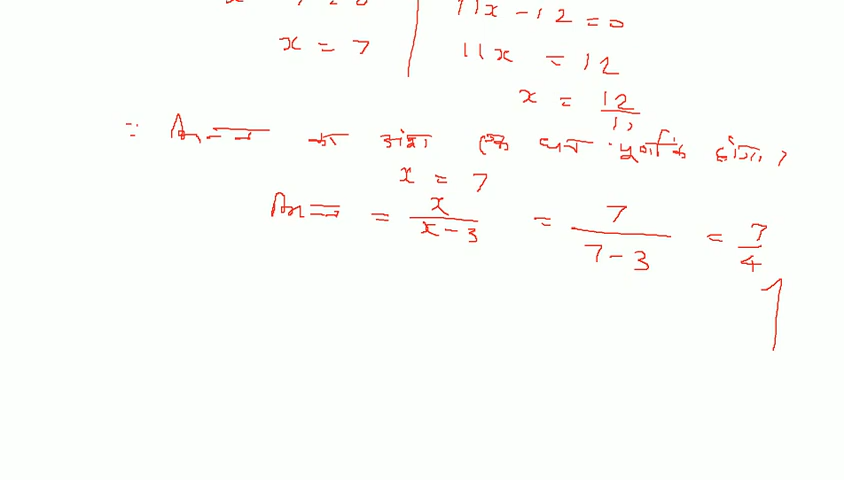 11x - 12 = 0
x = 7 11x = 12
x = 12/11
∵ भिन्न का अंश एक धन पूर्णांक होगा,
x = 7
भिन्न = x/(x-3) = 7/(7-3) = 7/4